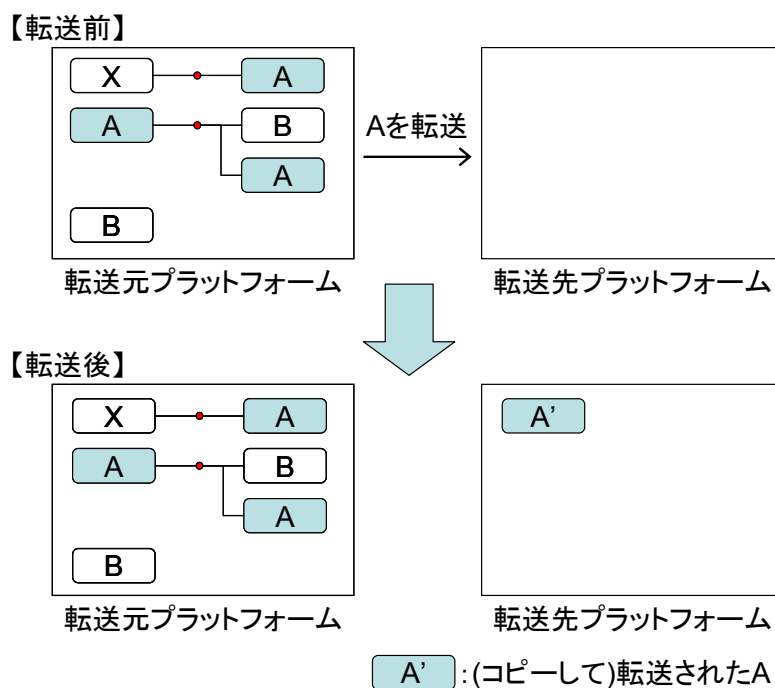 【転送前】
X
A
A
B
A
B
Aを転送
転送元プラットフォーム
転送先プラットフォーム
【転送後】
X
A
A
B
A
B
A’
転送元プラットフォーム
転送先プラットフォーム
A’ :(コピーして)転送されたA